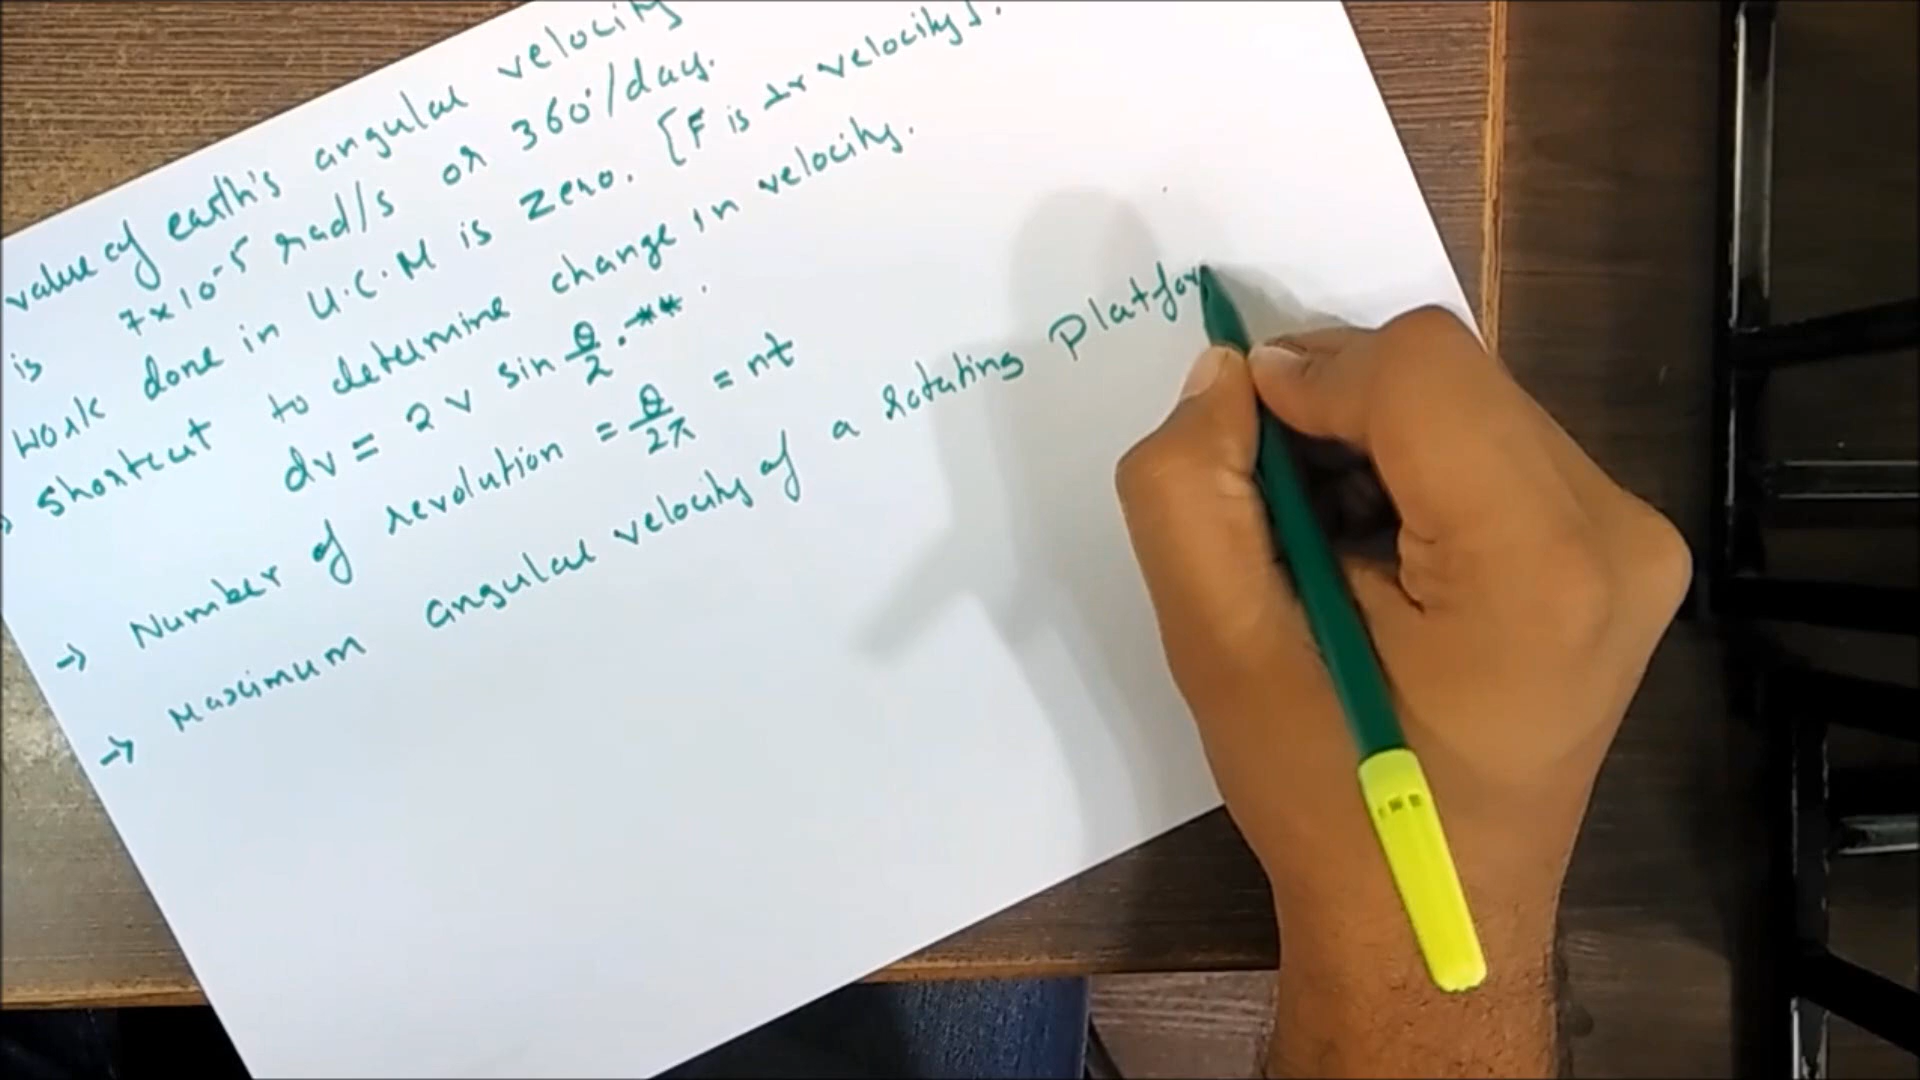 value of earth's angular velocity
is 7×10⁻⁵ rad/s or 360°/day.
work done in U.C.M is zero. [F is ⊥r velocity].
shortcut to determine change in velocity.
dv = 2v sin θ/2 . ***.
→ Number of revolution = θ/2π = nt
→ Maximum angular velocity of a rotating Platfor